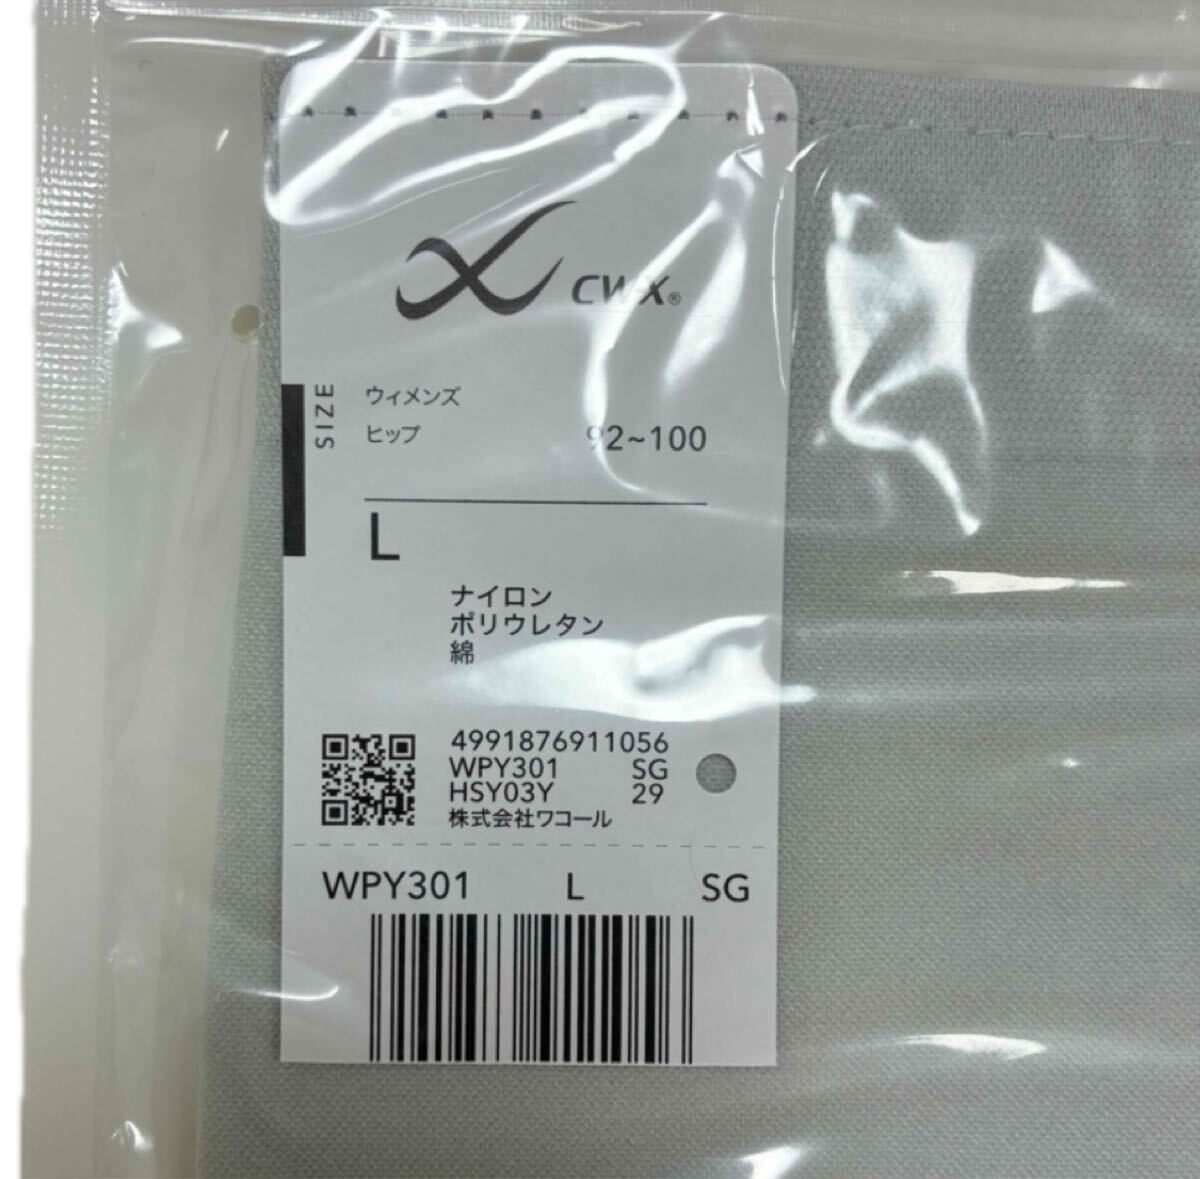 CW-X®
SIZE
ウィメンズ
ヒップ 92~100
L
ナイロン
ポリウレタン
綿
4991876911056
WPY301 SG
HSY03Y 29
株式会社ワコール
WPY301 L SG